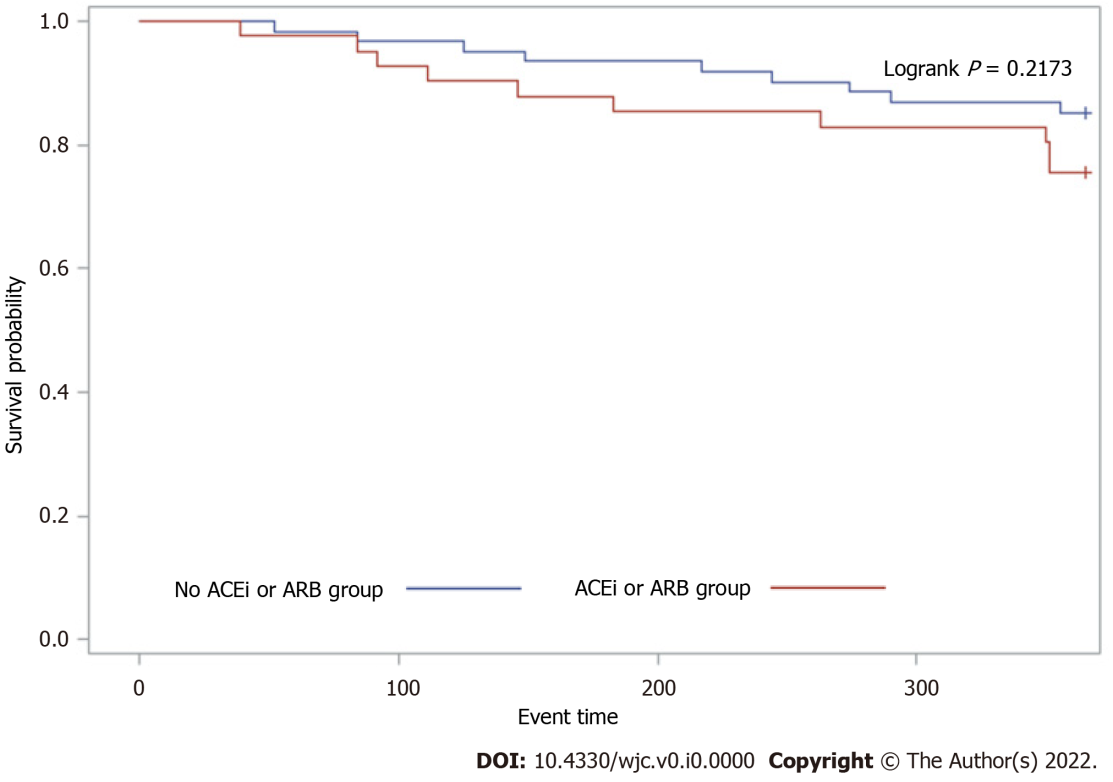 1.0
Logrank P = 0.2173
0.8
0.6
Survival probability
0.4
0.2
No ACEi or ARB group
ACEi or ARB group
0.0
0 100 200 300
Event time
DOI: 10.4330/wjc.v0.i0.0000 Copyright © The Author(s) 2022.